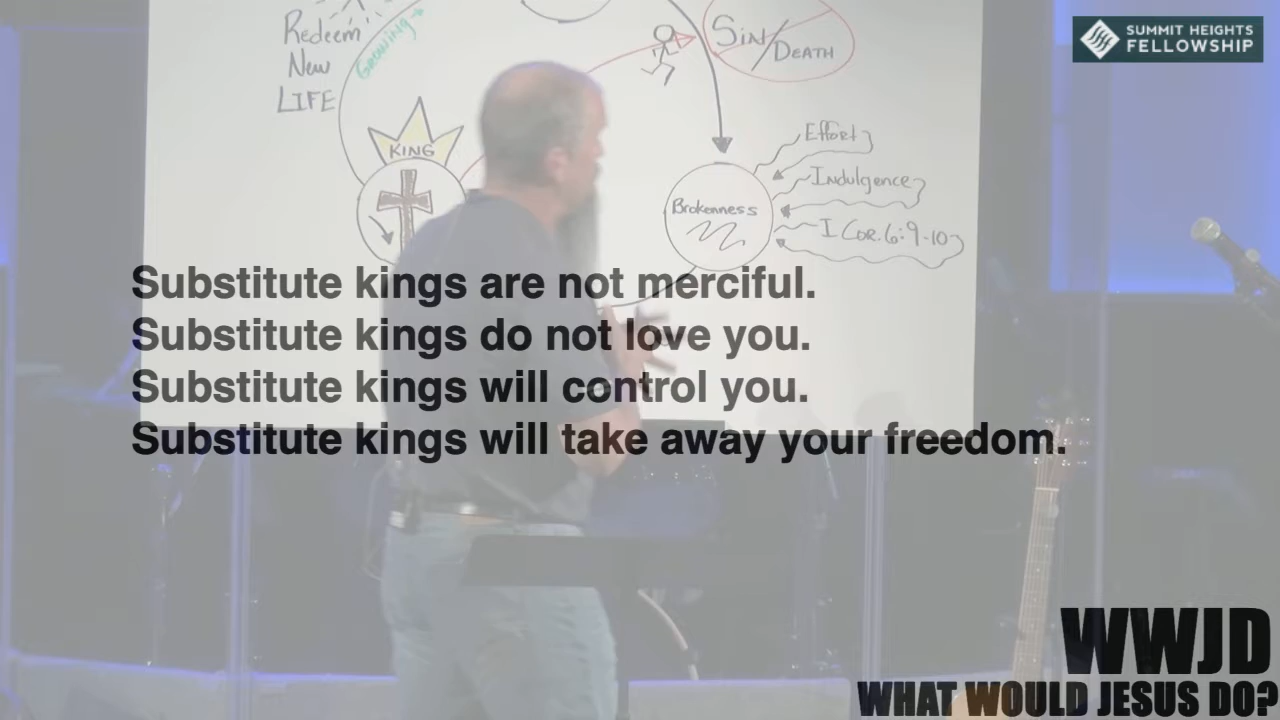 Redeem
New
LIFE
GROWING
KING
SIN/DEATH
Brokenness
Effort
Indulgence
I COR. 6:9-10
SUMMIT HEIGHTS
FELLOWSHIP
Substitute kings are not merciful.
Substitute kings do not love you.
Substitute kings will control you.
Substitute kings will take away your freedom.
WWJD
WHAT WOULD JESUS DO?